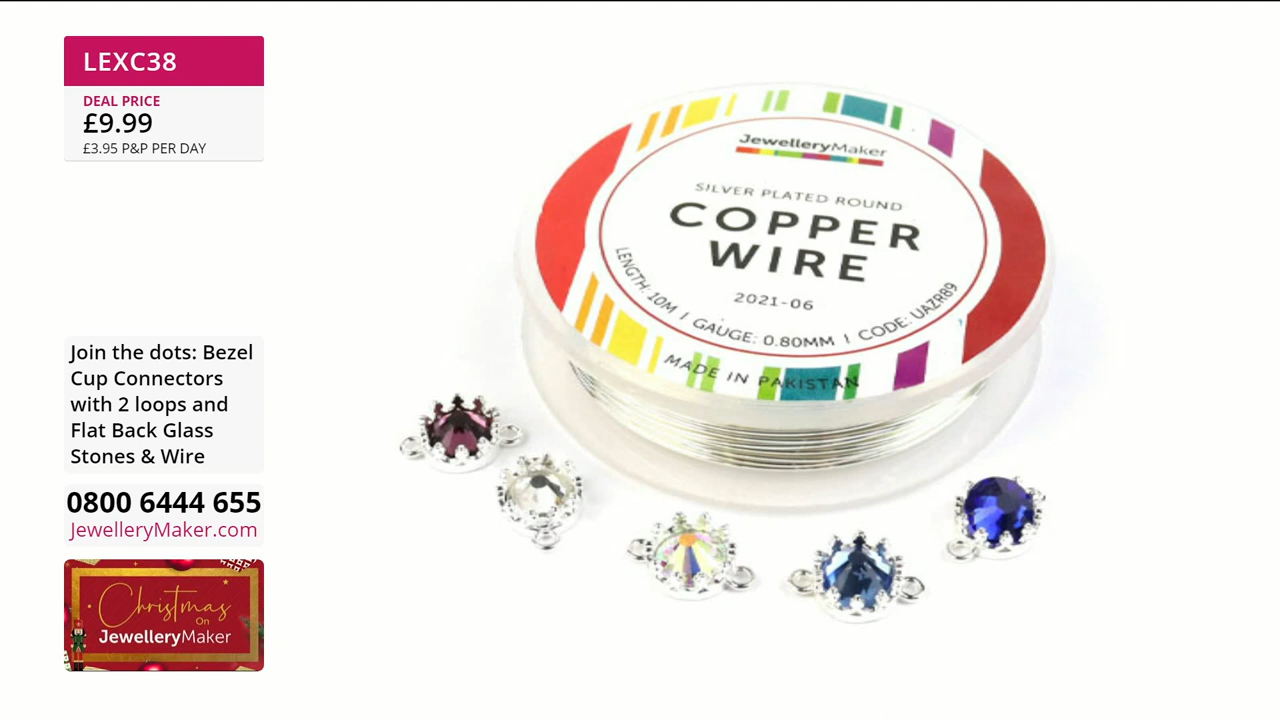 LEXC38
DEAL PRICE
£9.99
£3.95 P&P PER DAY
Join the dots: Bezel
Cup Connectors
with 2 loops and
Flat Back Glass
Stones & Wire
0800 6444 655
JewelleryMaker.com
Christmas
On
JewelleryMaker
JewelleryMaker
SILVER PLATED ROUND
COPPER
WIRE
2021-06
LENGTH: 10M | GAUGE: 0.80MM | CODE: UAZR89
MADE IN PAKISTAN